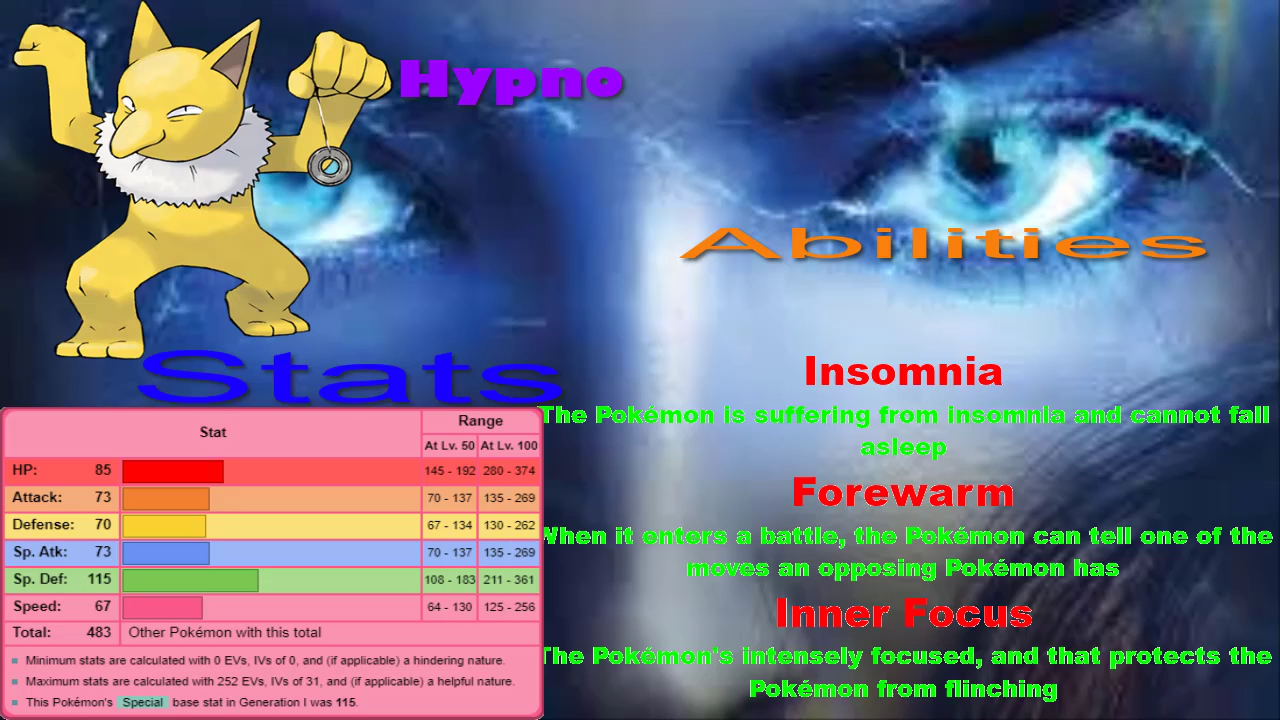 Hypno
Abilities
Stats
Stat
Range
At Lv. 50 At Lv. 100
HP: 85 145 - 192 280 - 374
Attack: 73 70 - 137 135 - 269
Defense: 70 67 - 134 130 - 262
Sp. Atk: 73 70 - 137 135 - 269
Sp. Def: 115 108 - 183 211 - 361
Speed: 67 64 - 130 125 - 256
Total: 483 Other Pokémon with this total
Minimum stats are calculated with 0 EVs, IVs of 0, and (if applicable) a hindering nature.
Maximum stats are calculated with 252 EVs, IVs of 31, and (if applicable) a helpful nature.
This Pokémon's Special base stat in Generation I was 115.
Insomnia
The Pokémon is suffering from insomnia and cannot fall
asleep
Forewarm
When it enters a battle, the Pokémon can tell one of the
moves an opposing Pokémon has
Inner Focus
The Pokémon's intensely focused, and that protects the
Pokémon from flinching